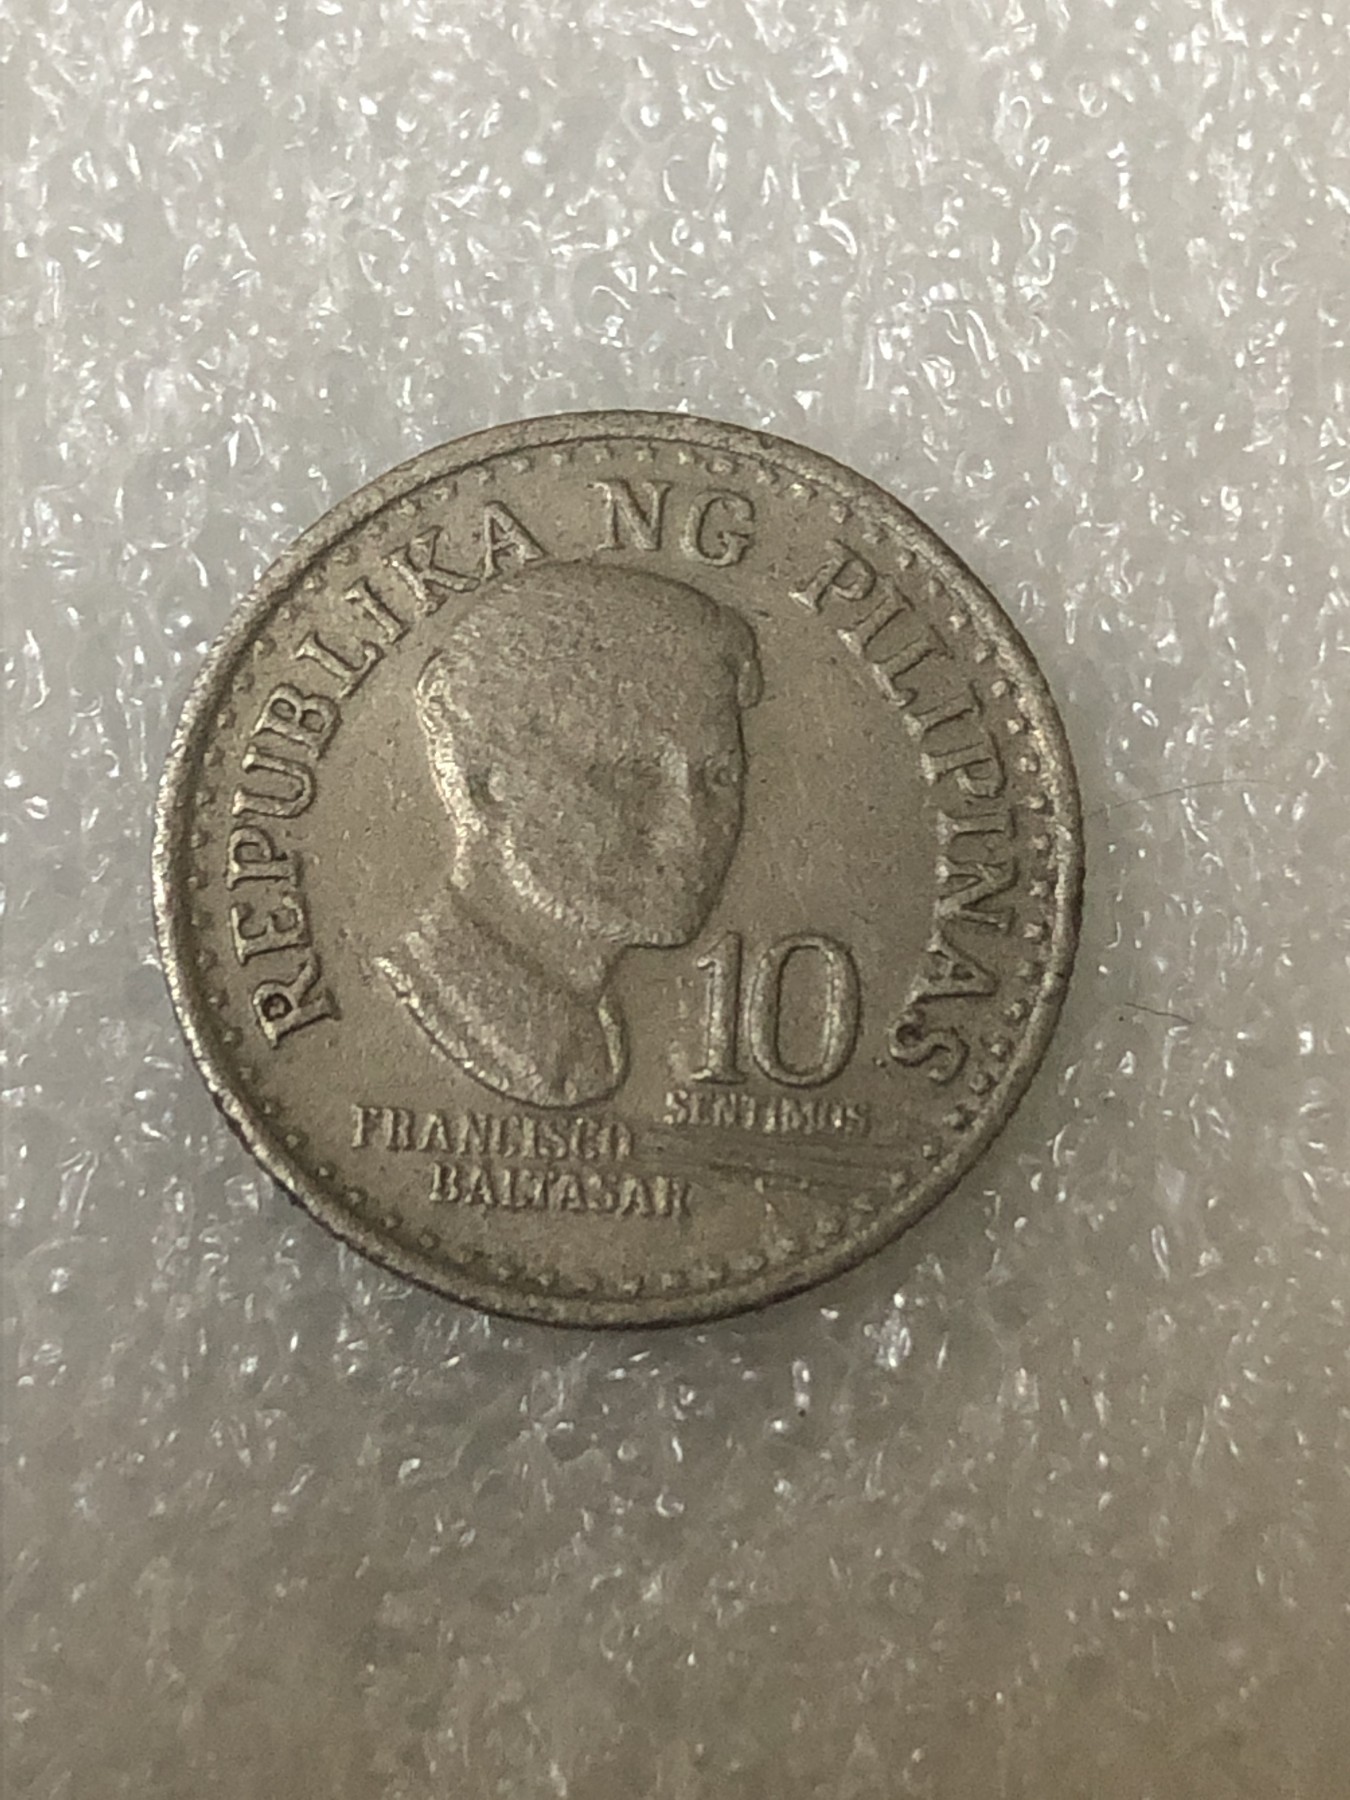 REPUBLIKA NG PILIPINAS
10
SENTIMOS
FRANCISCO
BALTASAR